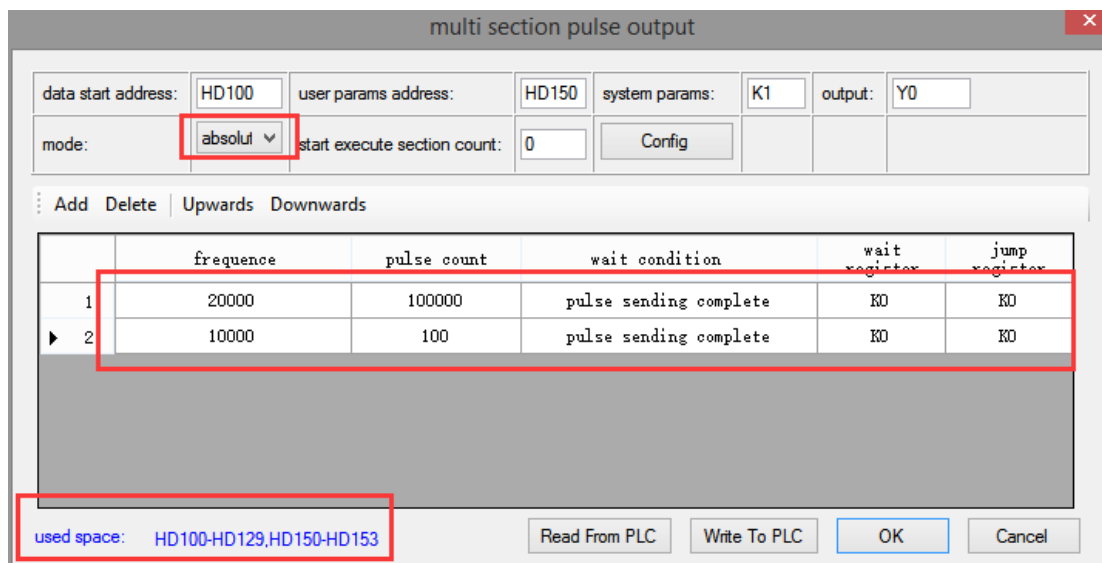 multi section pulse output
data start address: HD100 user params address: HD150 system params: K1 output: Y0
mode: absolut start execute section count: 0 Config
Add Delete Upwards Downwards
frequence pulse count wait condition wait register jump register
1 20000 100000 pulse sending complete K0 K0
2 10000 100 pulse sending complete K0 K0
used space: HD100-HD129,HD150-HD153 Read From PLC Write To PLC OK Cancel